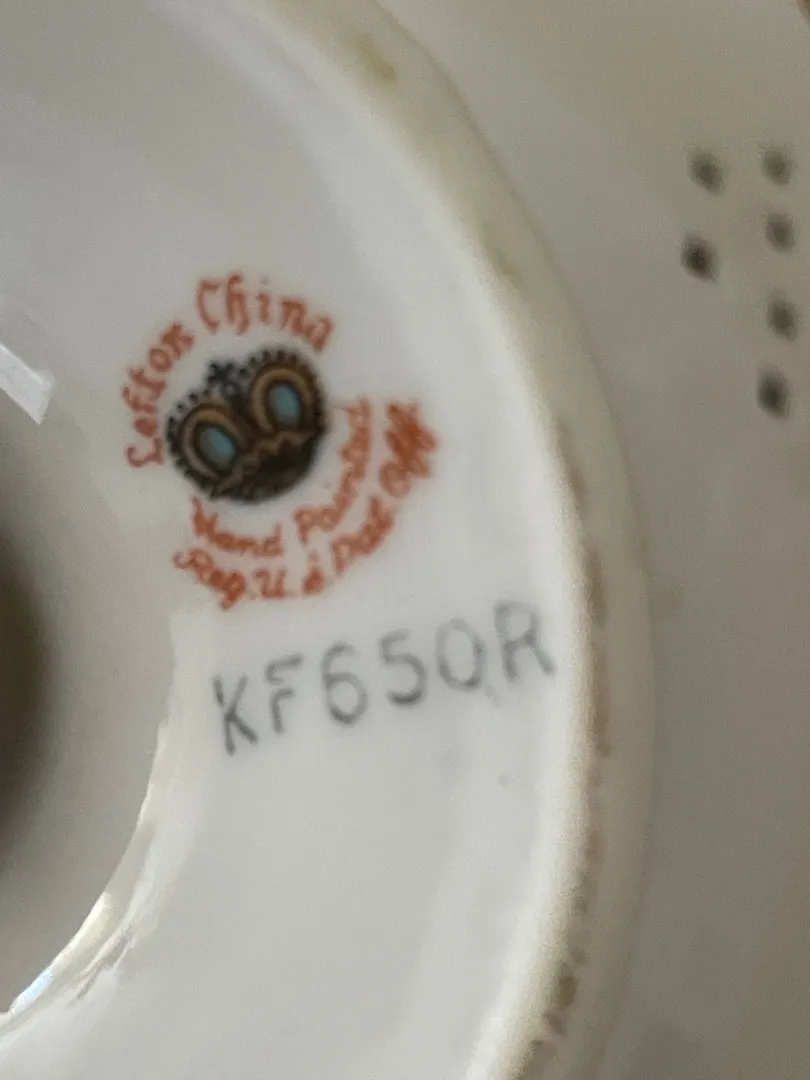 Lefton China
Hand Painted
Reg. U.S. Pat. Off.
KF650R